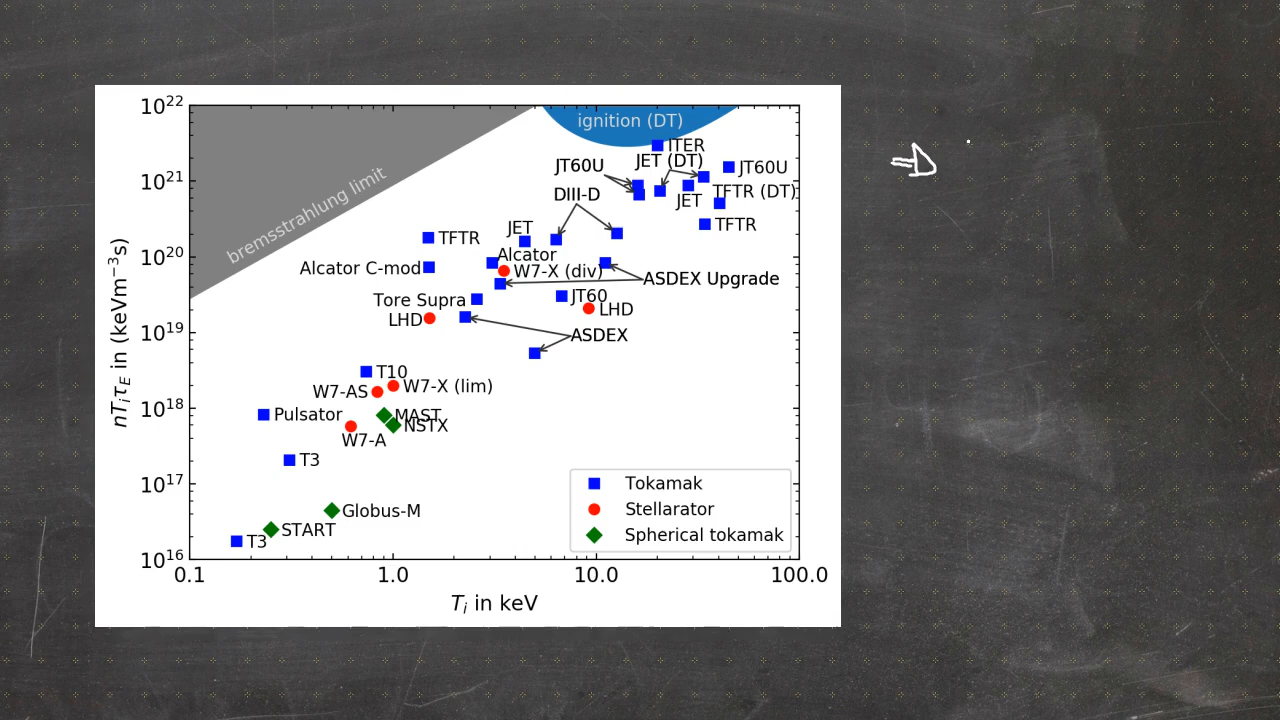 10²²
ignition (DT)
ITER
JET (DT)
JT60U
JT60U
10²¹
bremsstrahlung limit
DIII-D
JET
TFTR (DT)
JET
TFTR
TFTR
10²⁰
Alcator
Alcator C-mod
W7-X (div)
ASDEX Upgrade
Tore Supra
JT60
LHD
LHD
10¹⁹
ASDEX
T10
W7-AS
W7-X (lim)
10¹⁸
Pulsator
MAST
NSTX
W7-A
T3
10¹⁷
Tokamak
Globus-M
Stellarator
START
Spherical tokamak
T3
10¹⁶
0.1 1.0 10.0 100.0
Tᵢ in keV
nTᵢτ_E in (keVm⁻³s)